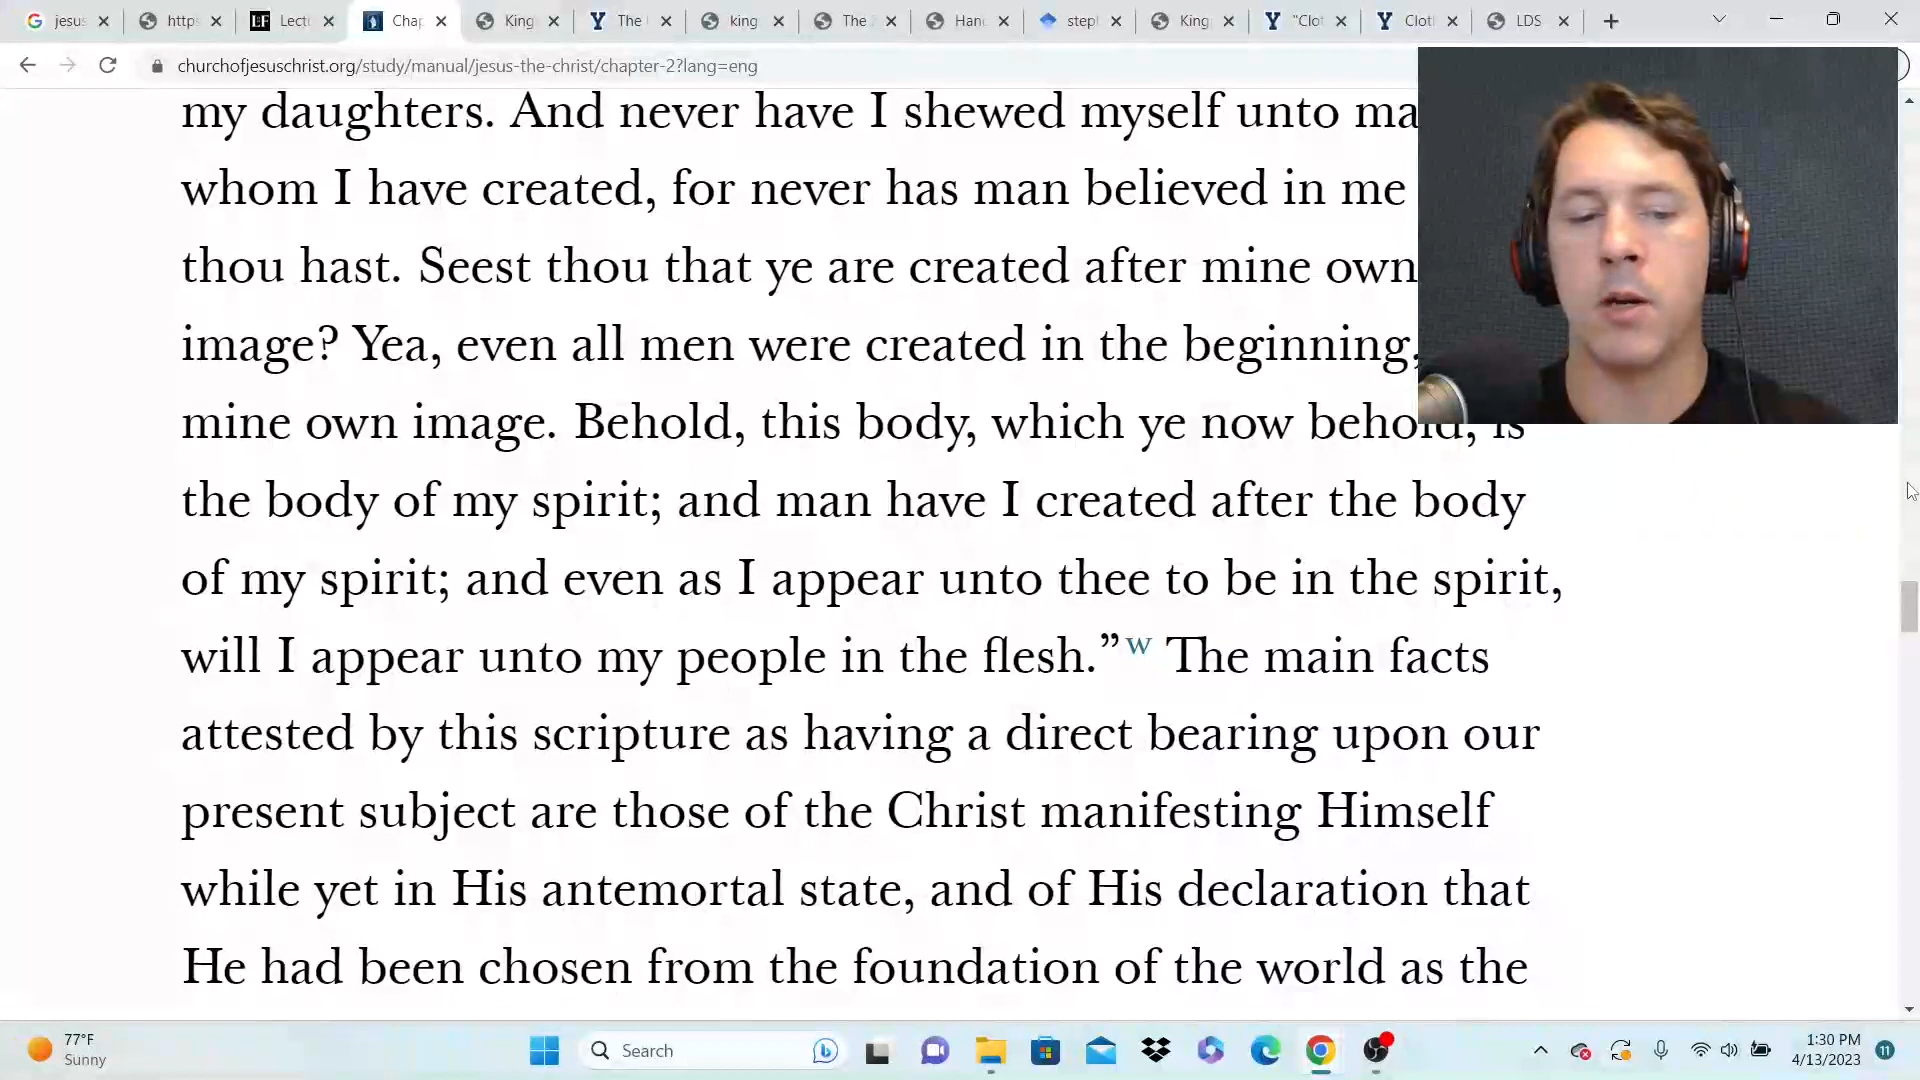 jesus
https
Lect
Chap
King
The
king
The
Hand
step
King
"Clot
Clot
LDS
churchofjesuschrist.org/study/manual/jesus-the-christ/chapter-2?lang=eng
my daughters. And never have I shewed myself unto ma
whom I have created, for never has man believed in me
thou hast. Seest thou that ye are created after mine own
image? Yea, even all men were created in the beginning,
mine own image. Behold, this body, which ye now behold, is
the body of my spirit; and man have I created after the body
of my spirit; and even as I appear unto thee to be in the spirit,
will I appear unto my people in the flesh.” w The main facts
attested by this scripture as having a direct bearing upon our
present subject are those of the Christ manifesting Himself
while yet in His antemortal state, and of His declaration that
He had been chosen from the foundation of the world as the
77°F
Sunny
Search
1:30 PM
4/13/2023
11